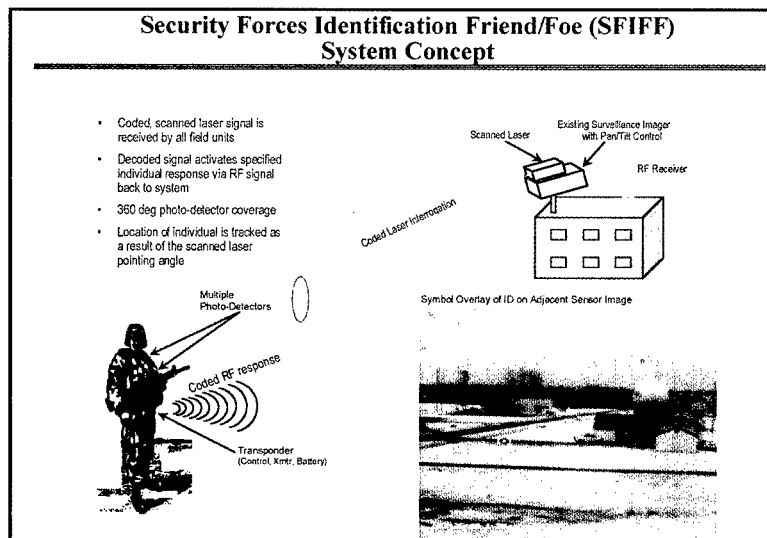 Security Forces Identification Friend/Foe (SFIFF)
System Concept
• Coded, scanned laser signal is
received by all field units
• Decoded signal activates specified
individual response via RF signal
back to system
• 360 deg photo-detector coverage
• Location of individual is tracked as
a result of the scanned laser
pointing angle
Scanned Laser
Existing Surveillance Imager
with Pan/Tilt Control
RF Receiver
Coded Laser Interrogation
Multiple
Photo-Detectors
Symbol Overlay of ID on Adjacent Sensor Image
Coded RF response
Transponder
(Control, Xmtr, Battery)